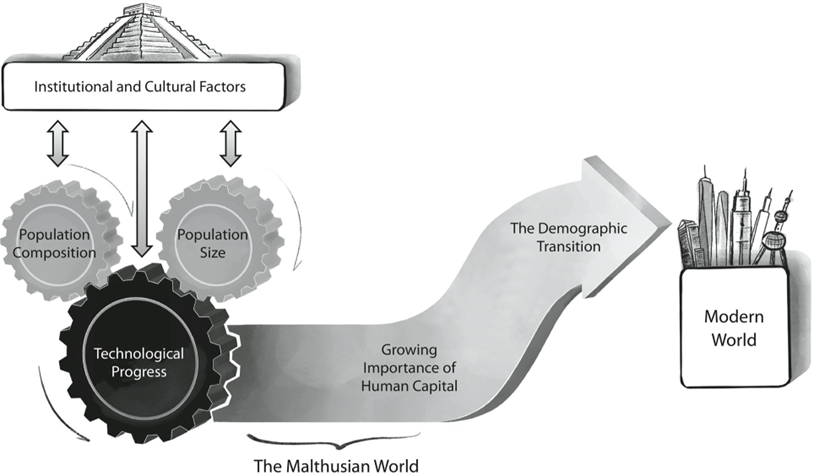 Institutional and Cultural Factors
Population
Composition
Population
Size
Technological
Progress
Growing
Importance of
Human Capital
The Demographic
Transition
Modern
World
The Malthusian World